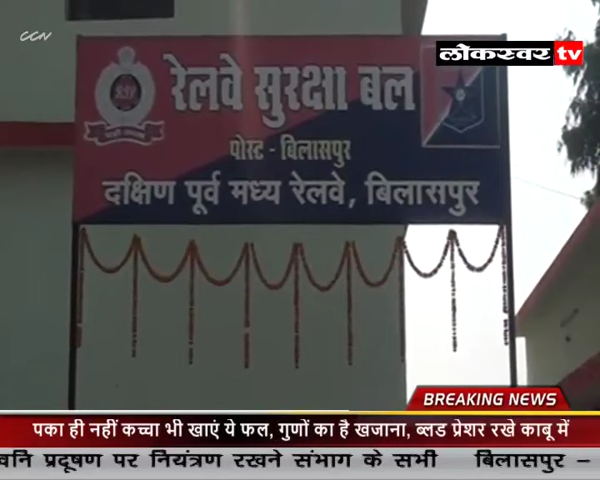 CCN
लोकस्वर tv
रेलवे सुरक्षा बल
पोस्ट - बिलासपुर
दक्षिण पूर्व मध्य रेलवे, बिलासपुर
BREAKING NEWS
पका ही नहीं कच्चा भी खाएं ये फल, गुणों का है खजाना, ब्लड प्रेशर रखे काबू में
वनि प्रदूषण पर नियंत्रण रखने संभाग के सभी बिलासपुर –